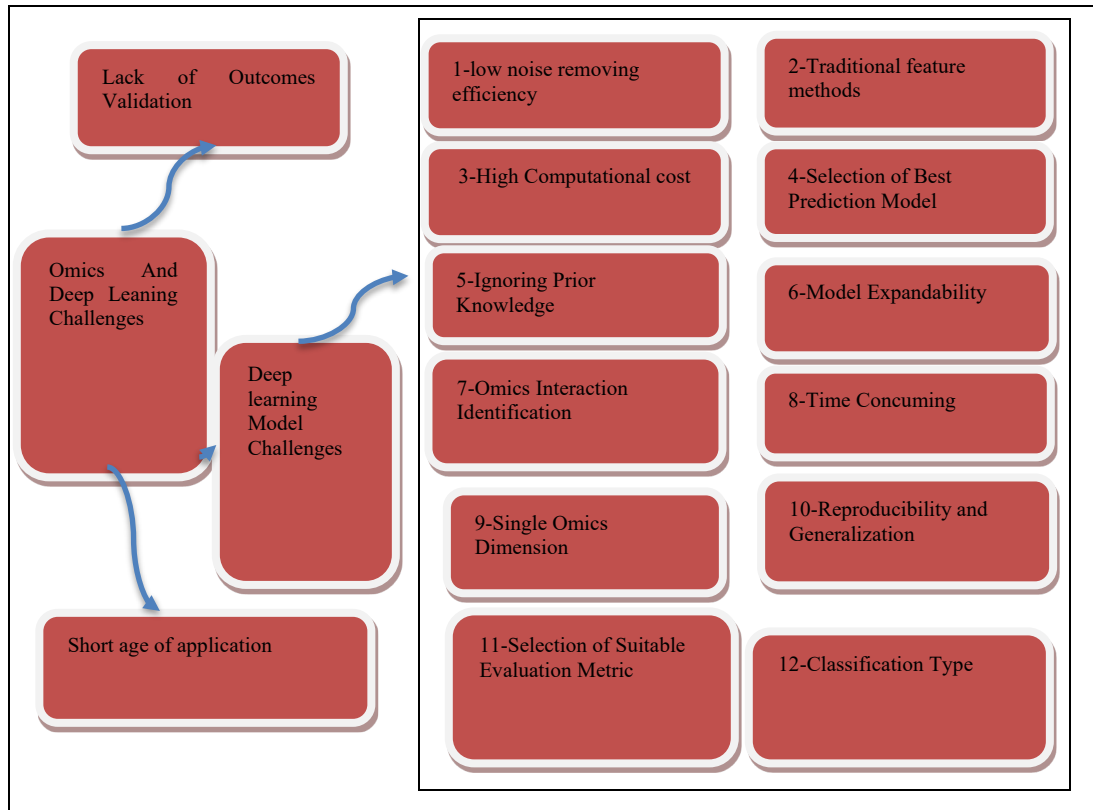 Lack of Outcomes
Validation
Omics And
Deep Leaning
Challenges
Deep
learning
Model
Challenges
Short age of application
1-low noise removing
efficiency
2-Traditional feature
methods
3-High Computational cost
4-Selection of Best
Prediction Model
5-Ignoring Prior
Knowledge
6-Model Expandability
7-Omics Interaction
Identification
8-Time Concuming
9-Single Omics
Dimension
10-Reproducibility and
Generalization
11-Selection of Suitable
Evaluation Metric
12-Classification Type